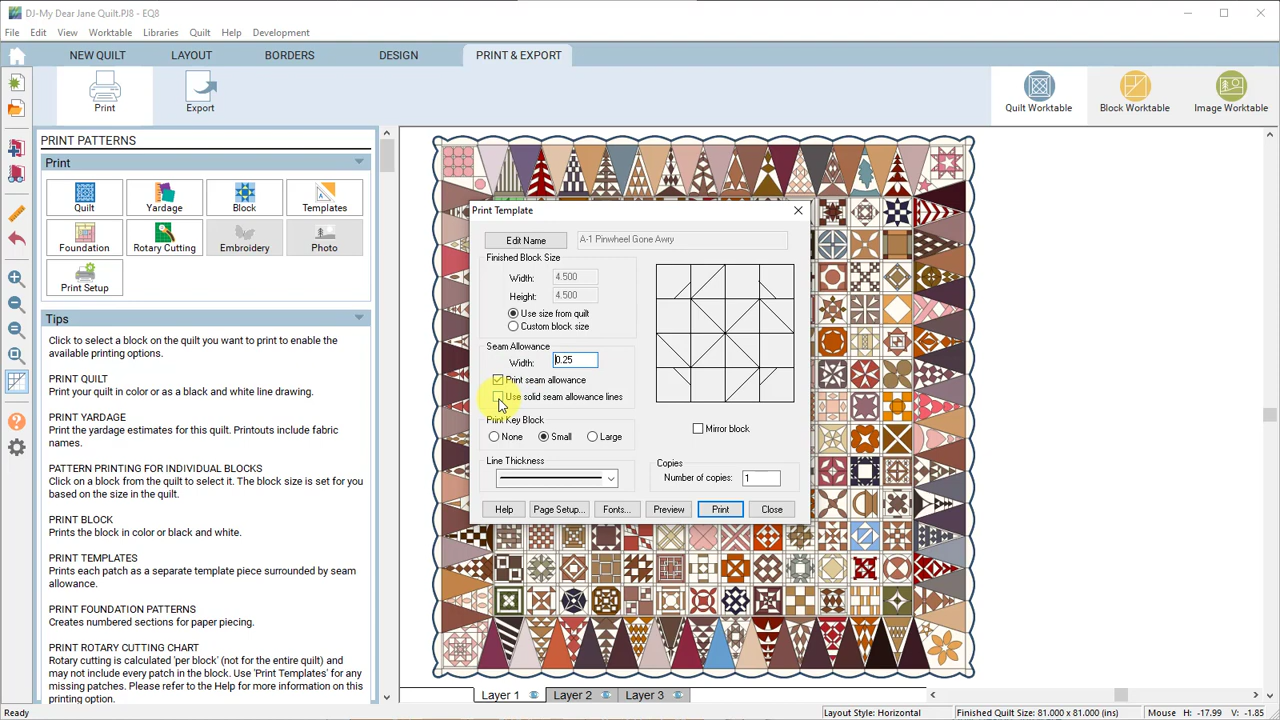 DJ-My Dear Jane Quilt.PJ8 - EQ8
File Edit View Worktable Libraries Quilt Help Development
NEW QUILT LAYOUT BORDERS DESIGN PRINT & EXPORT
Print Export Quilt Worktable Block Worktable Image Worktable
PRINT PATTERNS
Print
Quilt Yardage Block Templates
Foundation Rotary Cutting Embroidery Photo
Print Setup
Tips
Click to select a block on the quilt you want to print to enable the
available printing options.
PRINT QUILT
Print your quilt in color or as a black and white line drawing.
PRINT YARDAGE
Print the yardage estimates for this quilt. Printouts include fabric
names.
PATTERN PRINTING FOR INDIVIDUAL BLOCKS
Click on a block from the quilt to select it. The block size is set for you
based on the size in the quilt.
PRINT BLOCK
Prints the block in color or black and white.
PRINT TEMPLATES
Prints each patch as a separate template piece surrounded by seam
allowance.
PRINT FOUNDATION PATTERNS
Creates numbered sections for paper piecing.
PRINT ROTARY CUTTING CHART
Rotary cutting is calculated 'per block' (not for the entire quilt) and
may not include every patch in the block. Use 'Print Templates' for any
missing patches. Please refer to the Help for more information on this
printing option.
Print Template
Edit Name A-1 Pinwheel Gone Awry
Finished Block Size
Width: 4.500
Height: 4.500
Use size from quilt
Custom block size
Seam Allowance
Width: 0.25
Print seam allowance
Use solid seam allowance lines
Print Key Block
None Small Large
Mirror block
Line Thickness
Copies
Number of copies: 1
Help Page Setup... Fonts... Preview Print Close
Layer 1 Layer 2 Layer 3
Ready Layout Style: Horizontal Finished Quilt Size: 81.000 x 81.000 (ins) Mouse H: -17.99 V: -1.85